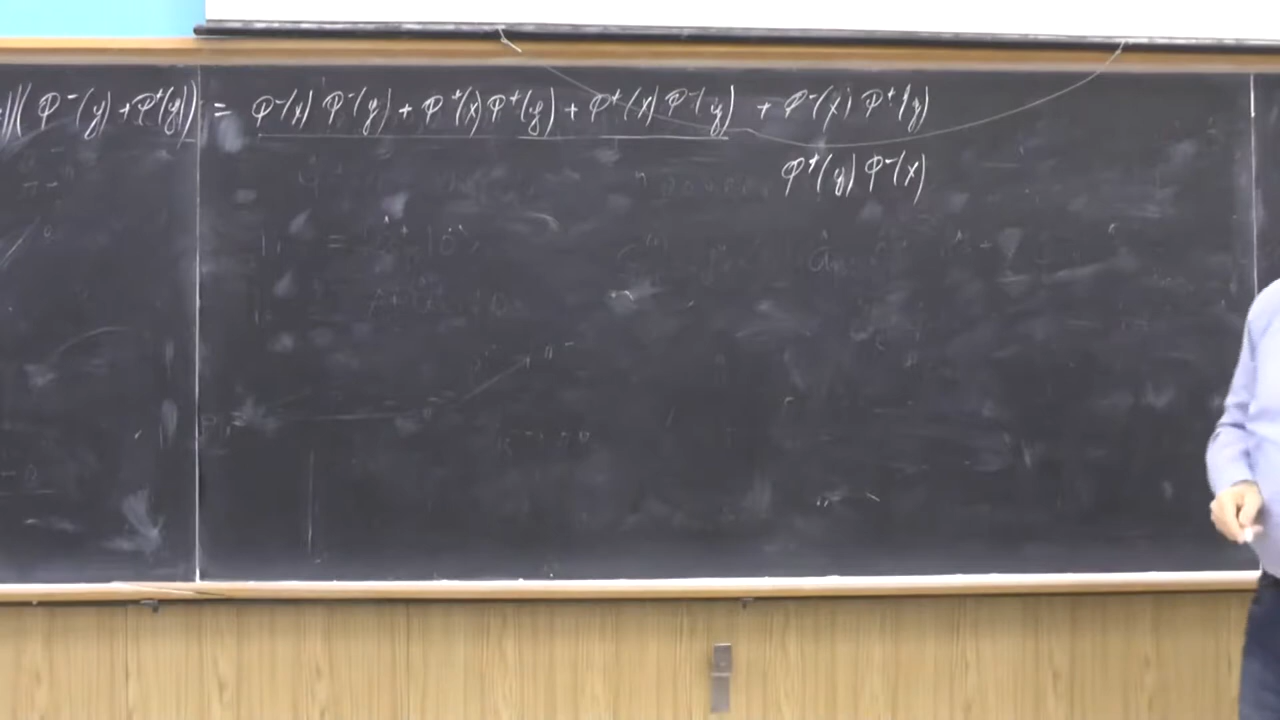 )(φ⁻(y) + φ⁺(y)) = φ⁻(x) φ⁻(y) + φ⁺(x) φ⁺(y) + φ⁺(x) φ⁻(y) + φ⁻(x) φ⁺(y)
φ⁺(y) φ⁻(x)